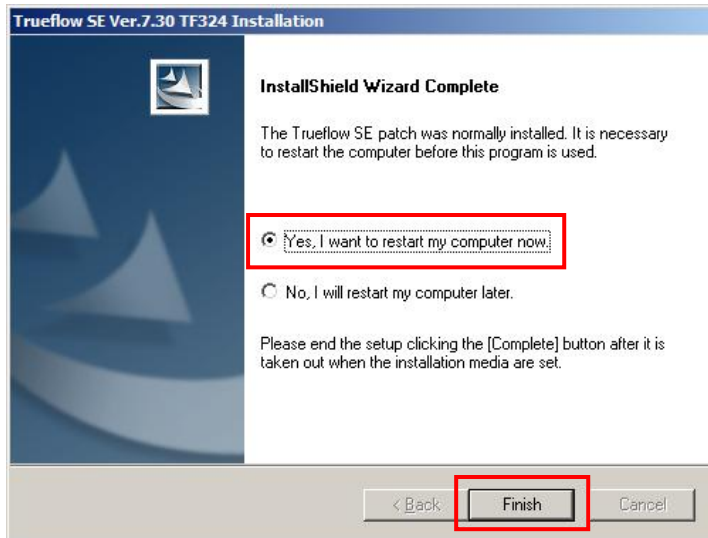 Trueflow SE Ver.7.30 TF324 Installation
InstallShield Wizard Complete
The Trueflow SE patch was normally installed. It is necessary
to restart the computer before this program is used.
Yes, I want to restart my computer now.
No, I will restart my computer later.
Please end the setup clicking the [Complete] button after it is
taken out when the installation media are set.
< Back
Finish
Cancel